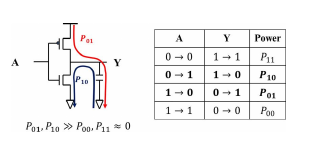 P₀₁
A
Y
P₁₀
P₀₁, P₁₀ ≫ P₀₀, P₁₁ ≈ 0
A Y Power
0 → 0 1 → 1 P₁₁
0 → 1 1 → 0 P₁₀
1 → 0 0 → 1 P₀₁
1 → 1 0 → 0 P₀₀